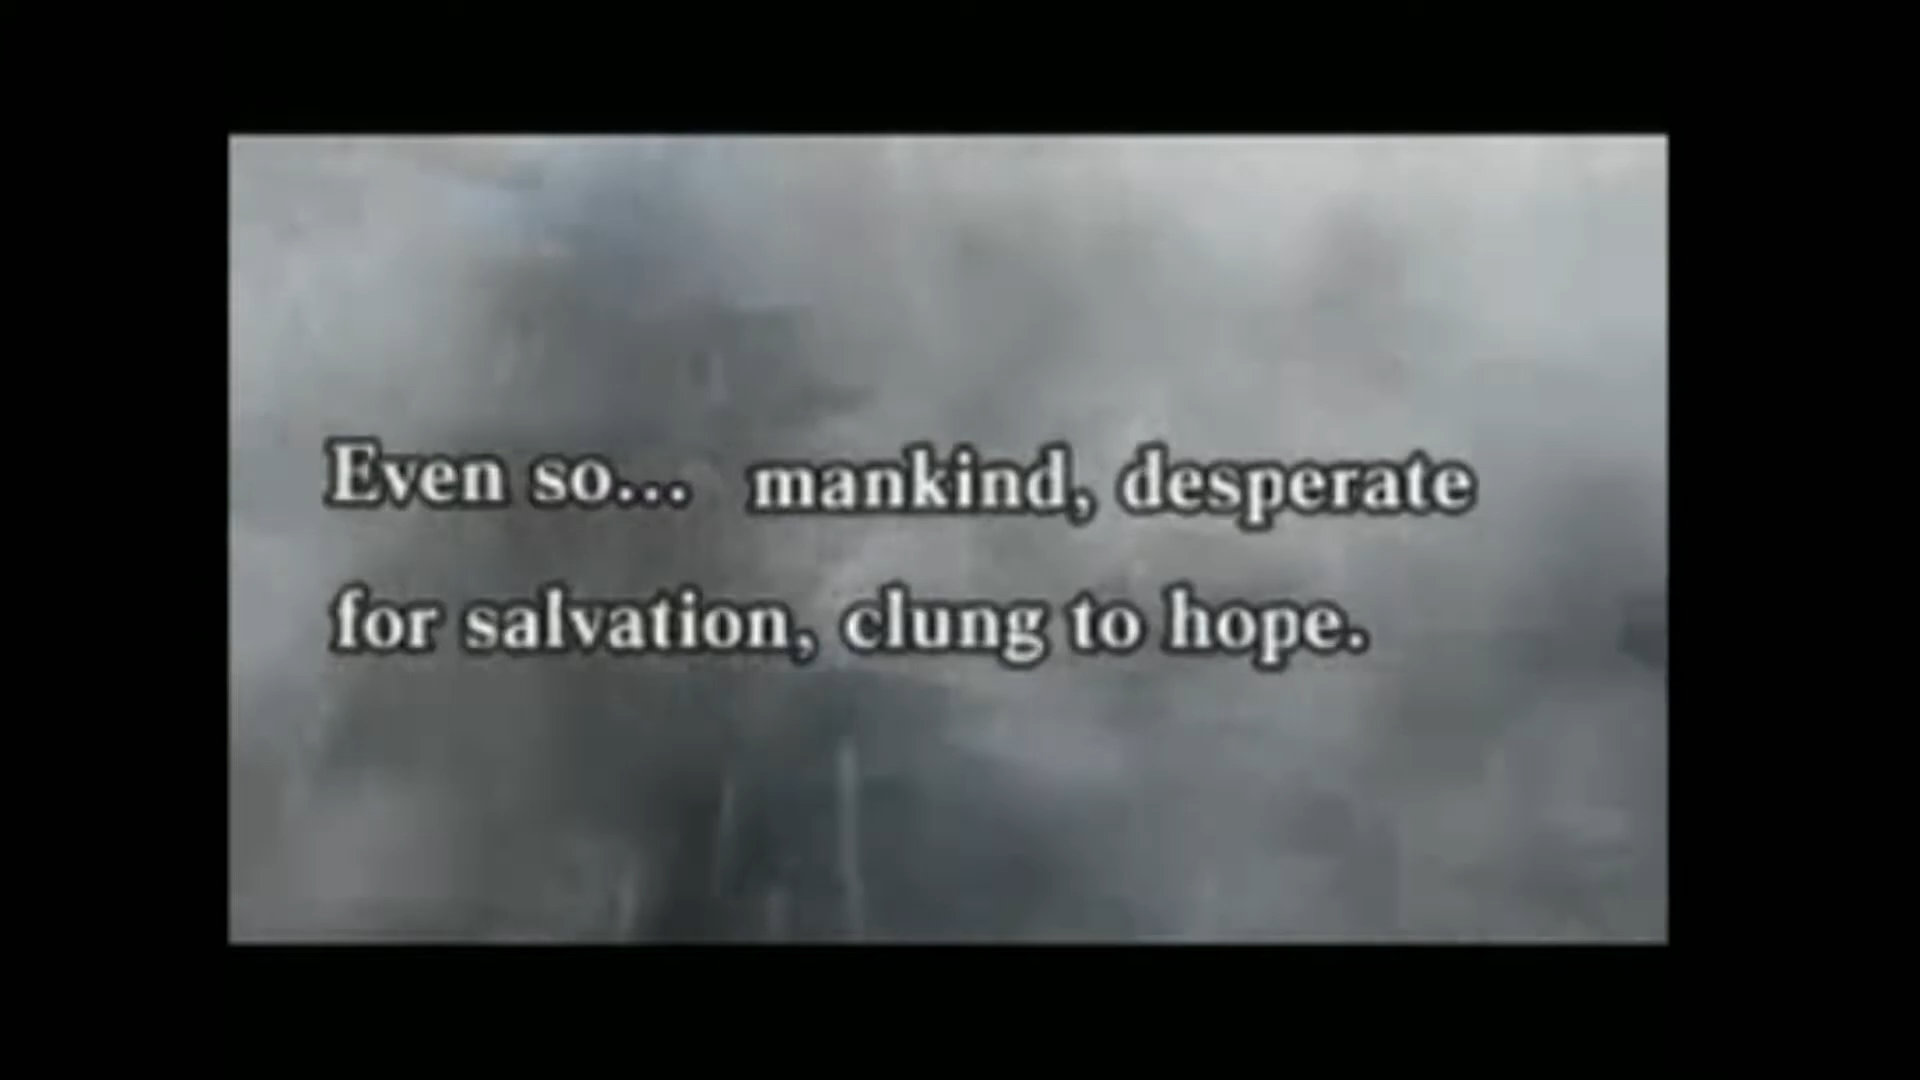 Even so... mankind, desperate
for salvation, clung to hope.